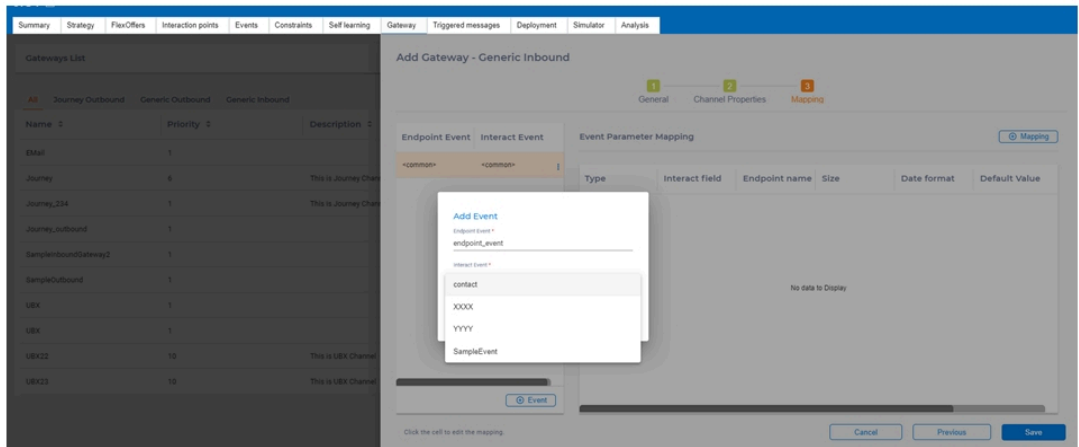 Summary Strategy FlexOffers Interaction points Events Constraints Self learning Gateway Triggered messages Deployment Simulator Analysis
Gateways List
All Journey Outbound Generic Outbound Generic Inbound
Name Priority Description
EMail 1
Journey 5 This is Journey Chan
Journey_234 1 This is Journey Chan
Journey_outbound 1
SampleInboundGateway2 1
SampleOutbound 1
UBX 1
UBX 1
UBX22 10 This is UBX Channel
UBX23 10 This is UBX Channel
Add Gateway - Generic Inbound
1 2 3
General Channel Properties Mapping
Endpoint Event Interact Event
<common> <common>
Event
Click the cell to edit the mapping.
Event Parameter Mapping Mapping
Type Interact field Endpoint name Size Date format Default Value
No data to Display
Add Event
Endpoint Event *
endpoint_event
Interact Event *
contact
XXXX
YYYY
SampleEvent
Cancel Previous Save